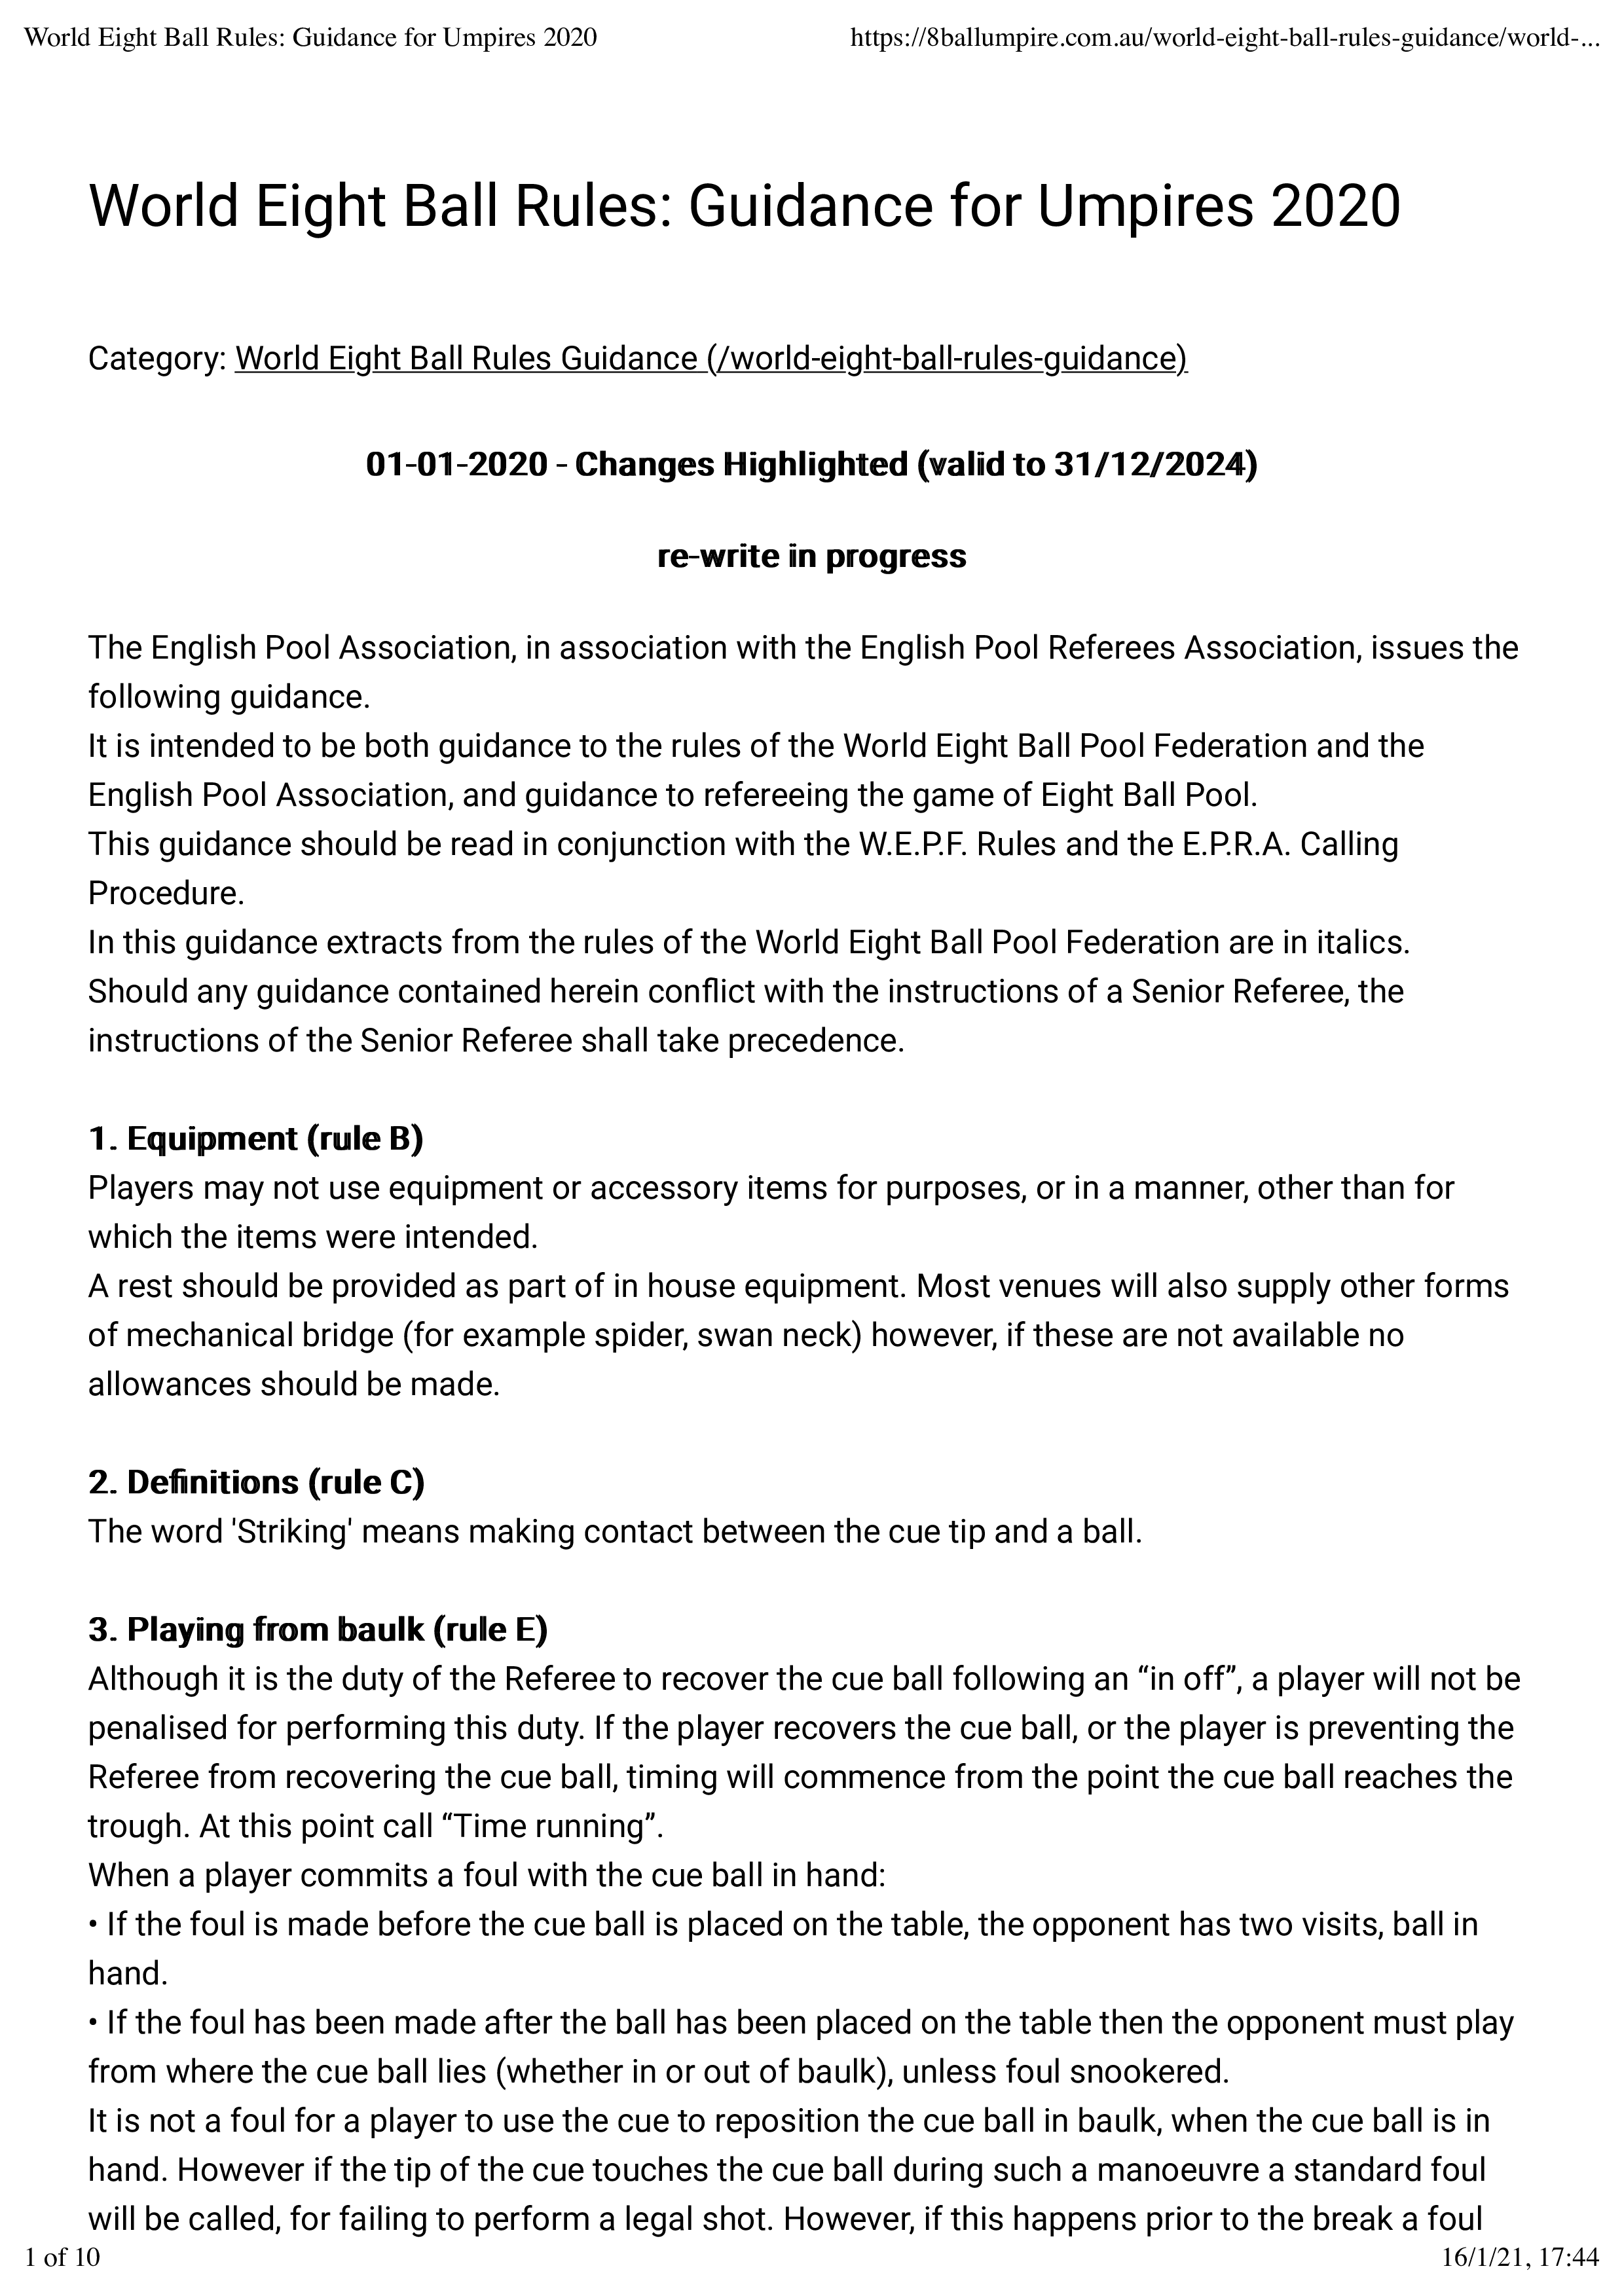 World Eight Ball Rules: Guidance for Umpires 2020 https://8ballumpire.com.au/world-eight-ball-rules-guidance/world-...
World Eight Ball Rules: Guidance for Umpires 2020
Category: World Eight Ball Rules Guidance (/world-eight-ball-rules-guidance)
01-01-2020 - Changes Highlighted (valid to 31/12/2024)
re-write in progress
The English Pool Association, in association with the English Pool Referees Association, issues the
following guidance.
It is intended to be both guidance to the rules of the World Eight Ball Pool Federation and the
English Pool Association, and guidance to refereeing the game of Eight Ball Pool.
This guidance should be read in conjunction with the W.E.P.F. Rules and the E.P.R.A. Calling
Procedure.
In this guidance extracts from the rules of the World Eight Ball Pool Federation are in italics.
Should any guidance contained herein conflict with the instructions of a Senior Referee, the
instructions of the Senior Referee shall take precedence.
1. Equipment (rule B)
Players may not use equipment or accessory items for purposes, or in a manner, other than for
which the items were intended.
A rest should be provided as part of in house equipment. Most venues will also supply other forms
of mechanical bridge (for example spider, swan neck) however, if these are not available no
allowances should be made.
2. Definitions (rule C)
The word 'Striking' means making contact between the cue tip and a ball.
3. Playing from baulk (rule E)
Although it is the duty of the Referee to recover the cue ball following an “in off”, a player will not be
penalised for performing this duty. If the player recovers the cue ball, or the player is preventing the
Referee from recovering the cue ball, timing will commence from the point the cue ball reaches the
trough. At this point call “Time running”.
When a player commits a foul with the cue ball in hand:
• If the foul is made before the cue ball is placed on the table, the opponent has two visits, ball in
hand.
• If the foul has been made after the ball has been placed on the table then the opponent must play
from where the cue ball lies (whether in or out of baulk), unless foul snookered.
It is not a foul for a player to use the cue to reposition the cue ball in baulk, when the cue ball is in
hand. However if the tip of the cue touches the cue ball during such a manoeuvre a standard foul
will be called, for failing to perform a legal shot. However, if this happens prior to the break a foul
1 of 10 16/1/21, 17:44